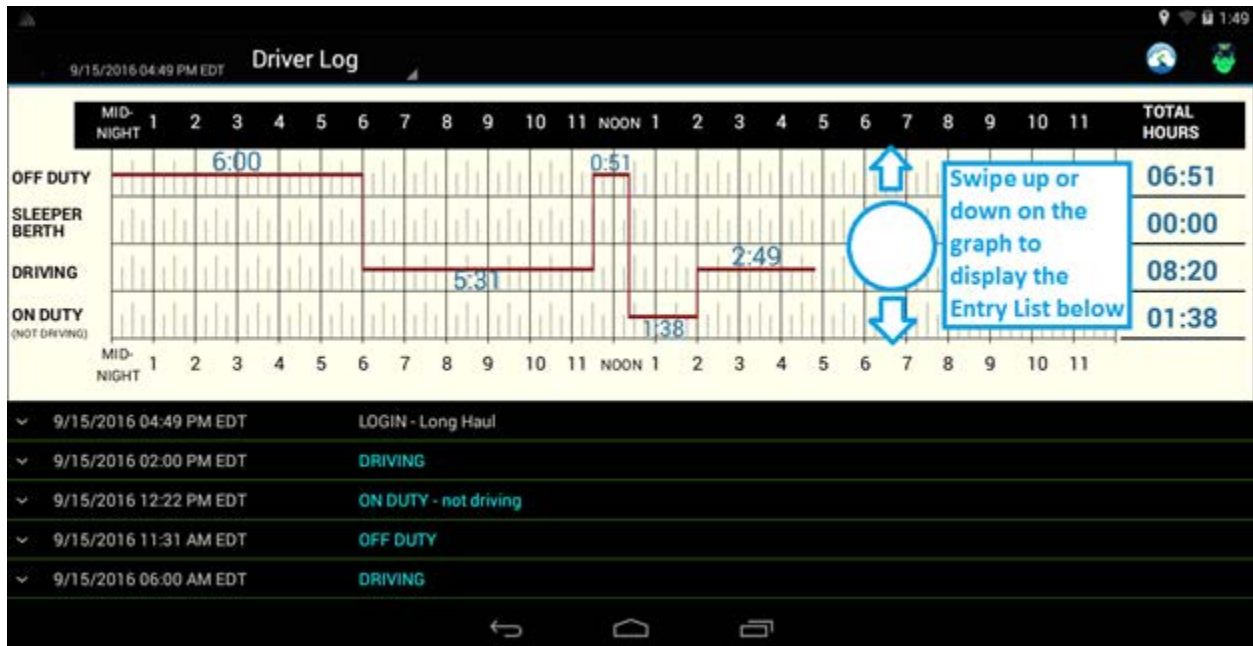 1:49
9/15/2016 04:49 PM EDT Driver Log
MID-NIGHT 1 2 3 4 5 6 7 8 9 10 11 NOON 1 2 3 4 5 6 7 8 9 10 11 TOTAL HOURS
6:00 0:51
OFF DUTY 06:51
SLEEPER BERTH 00:00
2:49
DRIVING 08:20
5:31
ON DUTY 01:38
(NOT DRIVING)
1:38
Swipe up or
down on the
graph to
display the
Entry List below
MID-NIGHT 1 2 3 4 5 6 7 8 9 10 11 NOON 1 2 3 4 5 6 7 8 9 10 11
9/15/2016 04:49 PM EDT LOGIN - Long Haul
9/15/2016 02:00 PM EDT DRIVING
9/15/2016 12:22 PM EDT ON DUTY - not driving
9/15/2016 11:31 AM EDT OFF DUTY
9/15/2016 06:00 AM EDT DRIVING